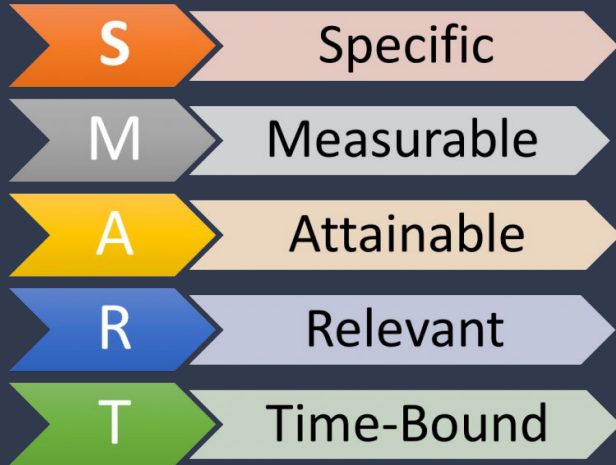 S Specific
M Measurable
A Attainable
R Relevant
T Time-Bound